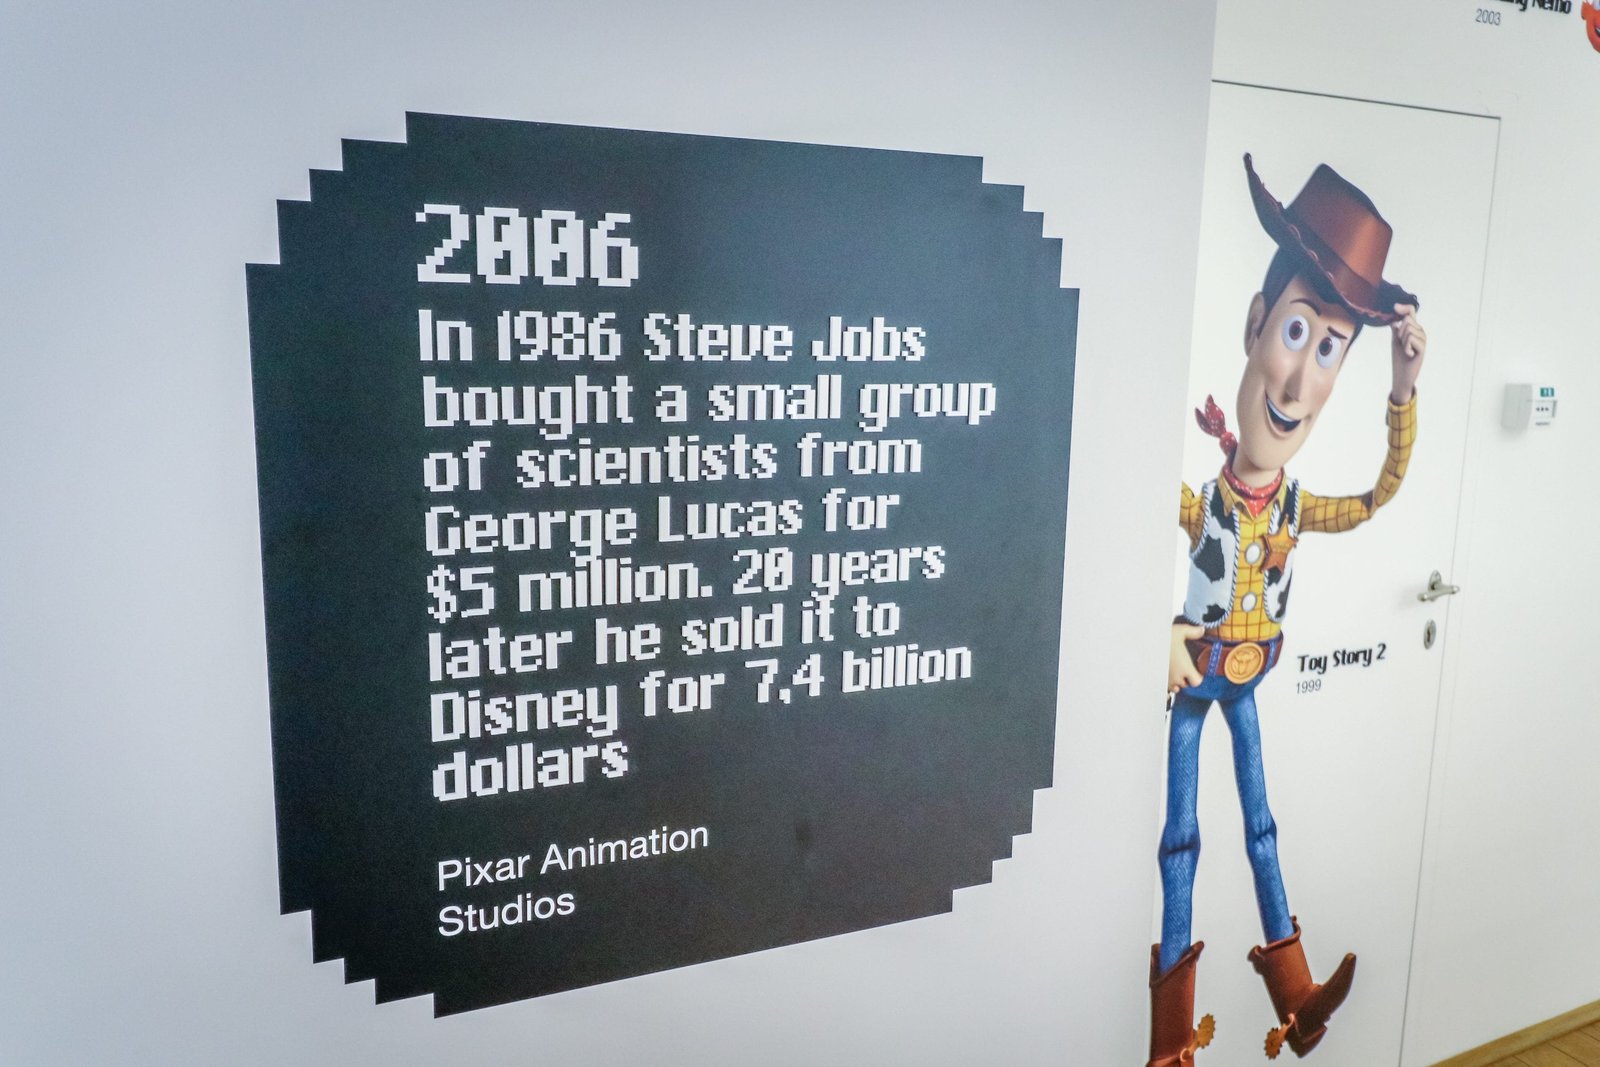 2006
In 1986 Steve Jobs
bought a small group
of scientists from
George Lucas for
$5 million. 20 years
later he sold it to
Disney for 7,4 billion
dollars
Pixar Animation
Studios
Nemo
2003
Toy Story 2
1999